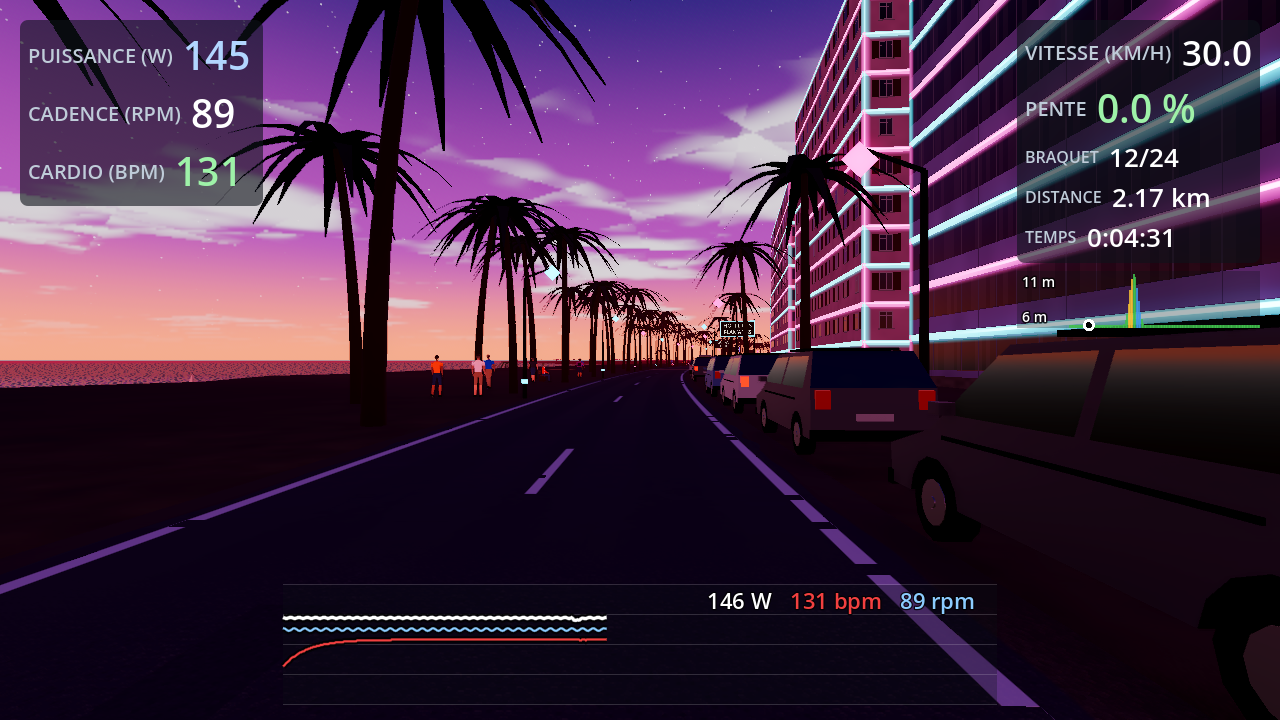 PUISSANCE (W) 145
CADENCE (RPM) 89
CARDIO (BPM) 131
VITESSE (KM/H) 30.0
PENTE 0.0 %
BRAQUET 12/24
DISTANCE 2.17 km
TEMPS 0:04:31
11 m
6 m
146 W 131 bpm 89 rpm